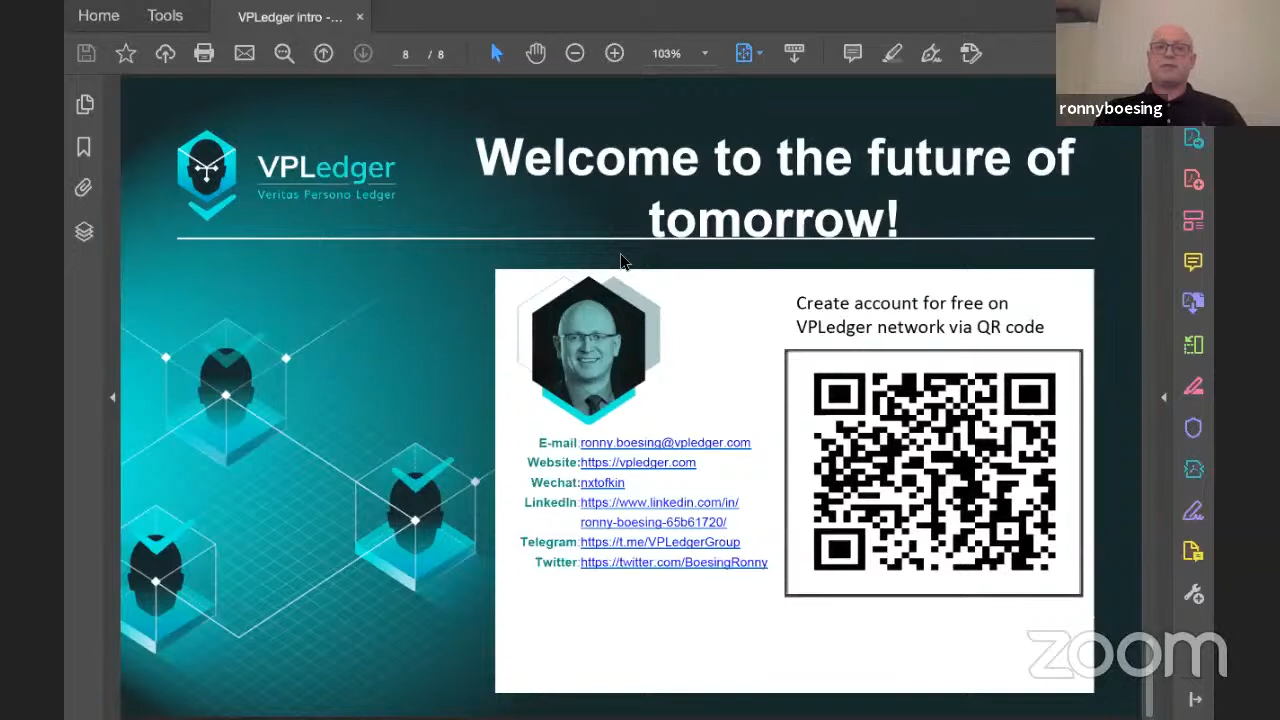 Home
Tools
VPLedger intro -...
×
8 / 8
103%
ronnyboesing
VPLedger
Veritas Persona Ledger
Welcome to the future of
tomorrow!
Create account for free on
VPLedger network via QR code
E-mail:ronny.boesing@vpledger.com
Website:https://vpledger.com
Wechat:nxtofkin
LinkedIn:https://www.linkedin.com/in/
ronny-boesing-65b61720/
Telegram:https://t.me/VPLedgerGroup
Twitter:https://twitter.com/BoesingRonny
zoom